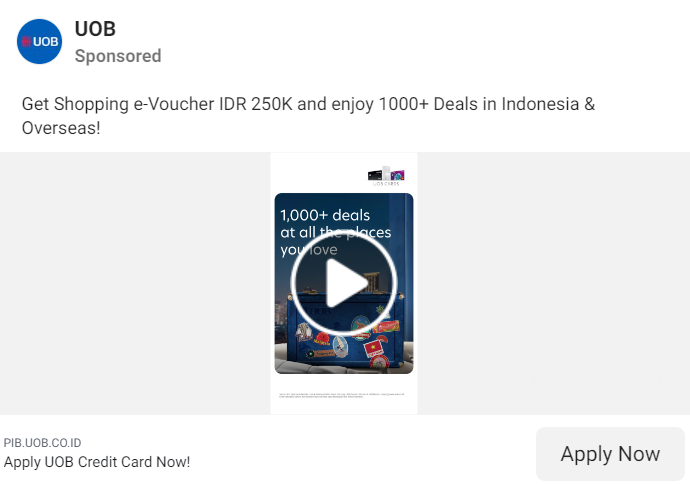 UOB
UOB
Sponsored
Get Shopping e-Voucher IDR 250K and enjoy 1000+ Deals in Indonesia &
Overseas!
UOB CARDS
1,000+ deals
at all the places
you love
PIB.UOB.CO.ID
Apply UOB Credit Card Now!
Apply Now